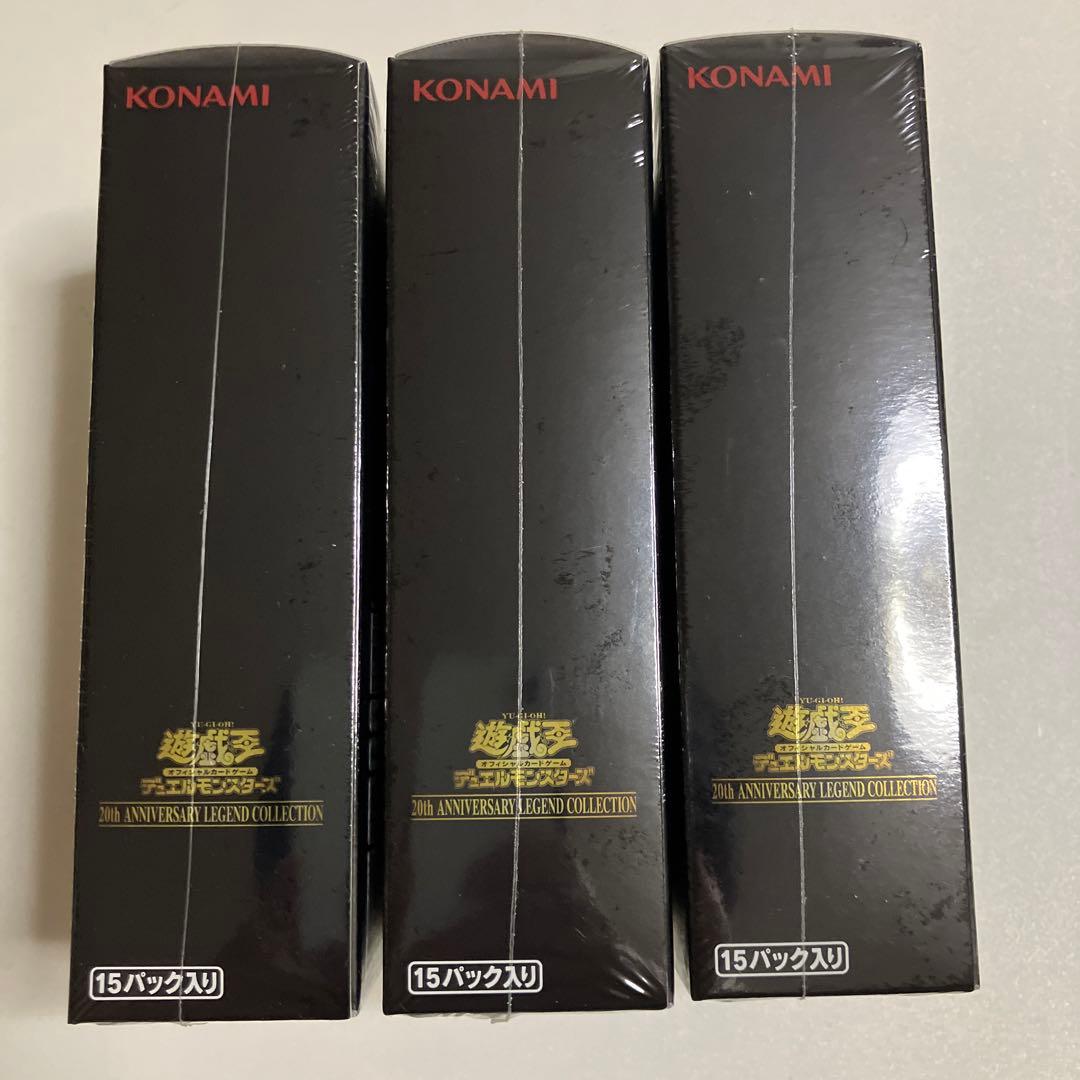 KONAMI
YU-GI-OH!
遊戯王
オフィシャルカードゲーム
デュエルモンスターズ
20th ANNIVERSARY LEGEND COLLECTION
15パック入り
KONAMI
YU-GI-OH!
遊戯王
オフィシャルカードゲーム
デュエルモンスターズ
20th ANNIVERSARY LEGEND COLLECTION
15パック入り
KONAMI
YU-GI-OH!
遊戯王
オフィシャルカードゲーム
デュエルモンスターズ
20th ANNIVERSARY LEGEND COLLECTION
15パック入り